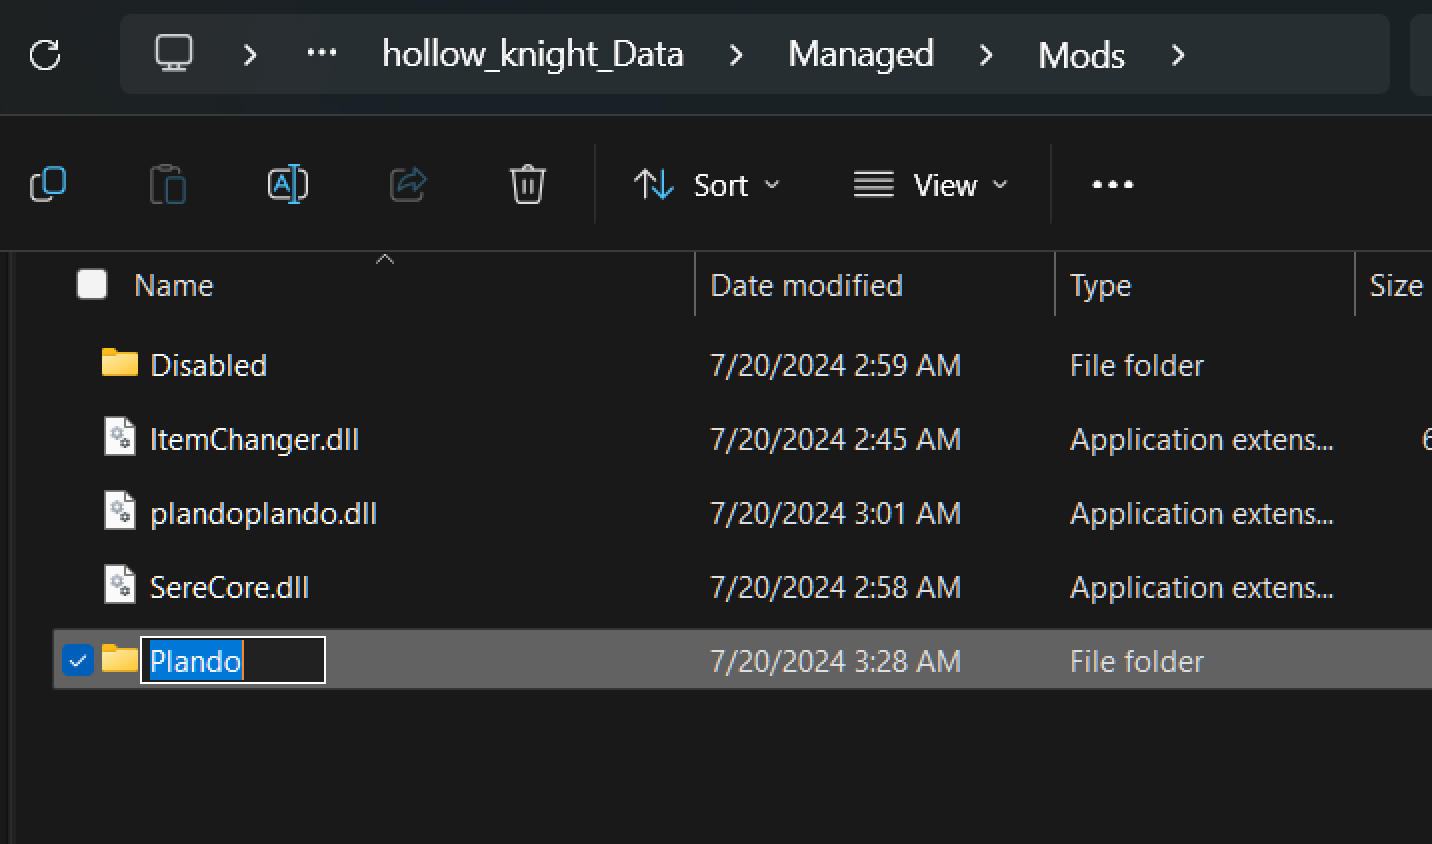 hollow_knight_Data Managed Mods
Sort View
Name Date modified Type Size
Disabled 7/20/2024 2:59 AM File folder
ItemChanger.dll 7/20/2024 2:45 AM Application extens...
plandoplando.dll 7/20/2024 3:01 AM Application extens...
SereCore.dll 7/20/2024 2:58 AM Application extens...
Plando 7/20/2024 3:28 AM File folder